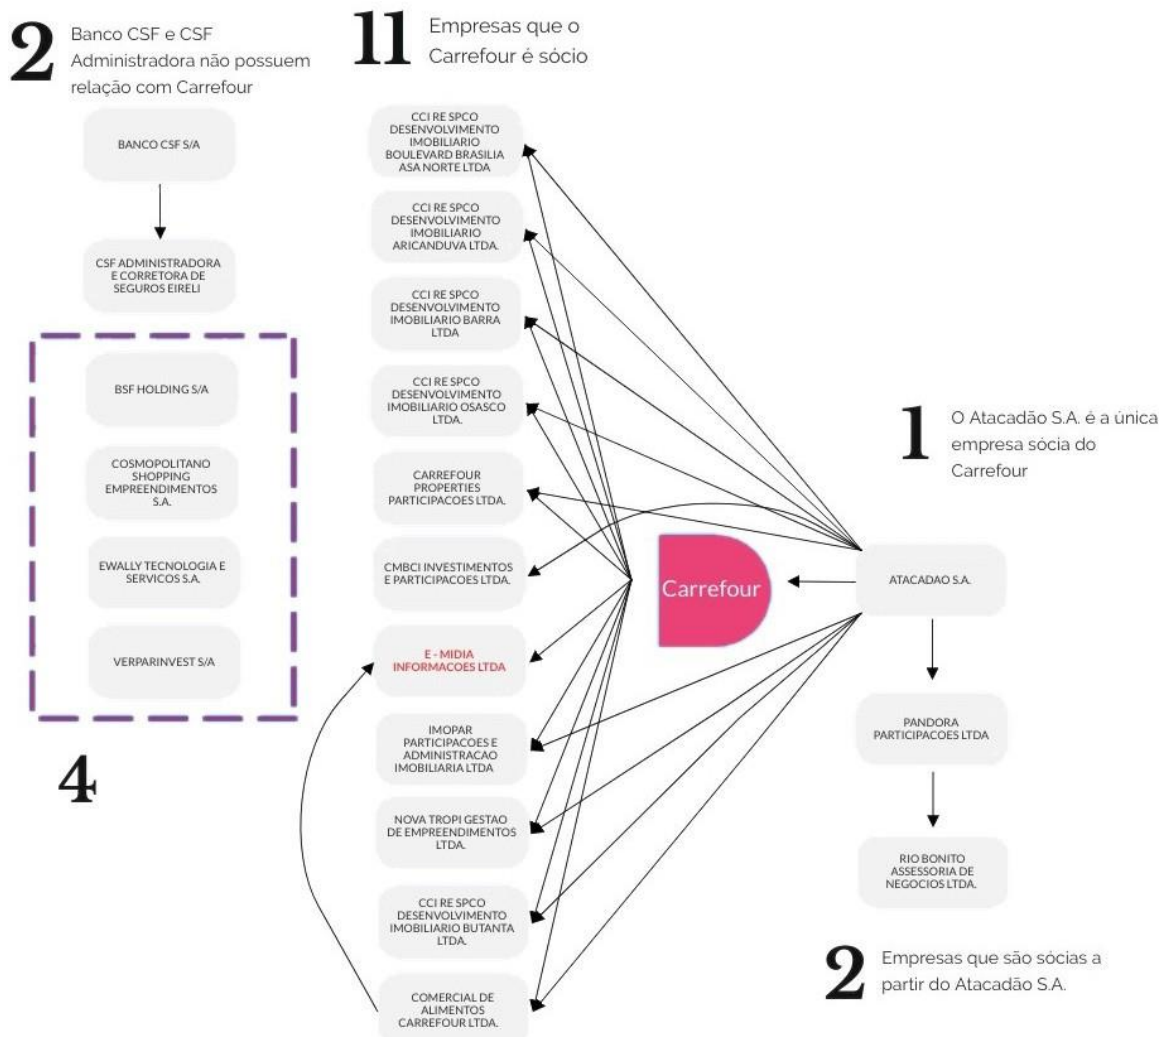 2
Banco CSF e CSF
Administradora não possuem
relação com Carrefour
BANCO CSF S/A
CSF ADMINISTRADORA
E CORRETORA DE
SEGUROS EIRELI
BSF HOLDING S/A
COSMOPOLITANO
SHOPPING
EMPREENDIMENTOS
S.A.
EWALLY TECNOLOGIA E
SERVICOS S.A.
VERPARINVEST S/A
4
11
Empresas que o
Carrefour é sócio
CCI RE SPCO
DESENVOLVIMENTO
IMOBILIARIO
BOULEVARD BRASILIA
ASA NORTE LTDA
CCI RE SPCO
DESENVOLVIMENTO
IMOBILIARIO
ARICANDUVA LTDA.
CCI RE SPCO
DESENVOLVIMENTO
IMOBILIARIO BARRA
LTDA
CCI RE SPCO
DESENVOLVIMENTO
IMOBILIARIO OSASCO
LTDA.
CARREFOUR
PROPERTIES
PARTICIPACOES LTDA.
CMBCI INVESTIMENTOS
E PARTICIPACOES LTDA.
E - MIDIA
INFORMACOES LTDA
IMOPAR
PARTICIPACOES E
ADMINISTRACAO
IMOBILIARIA LTDA
NOVA TROPI GESTAO
DE EMPREENDIMENTOS
LTDA.
CCI RE SPCO
DESENVOLVIMENTO
IMOBILIARIO BUTANTA
LTDA.
COMERCIAL DE
ALIMENTOS
CARREFOUR LTDA.
Carrefour
1
O Atacadão S.A. é a única
empresa sócia do
Carrefour
ATACADAO S.A.
PANDORA
PARTICIPACOES LTDA
RIO BONITO
ASSESSORIA DE
NEGOCIOS LTDA.
2
Empresas que são sócias a
partir do Atacadão S.A.